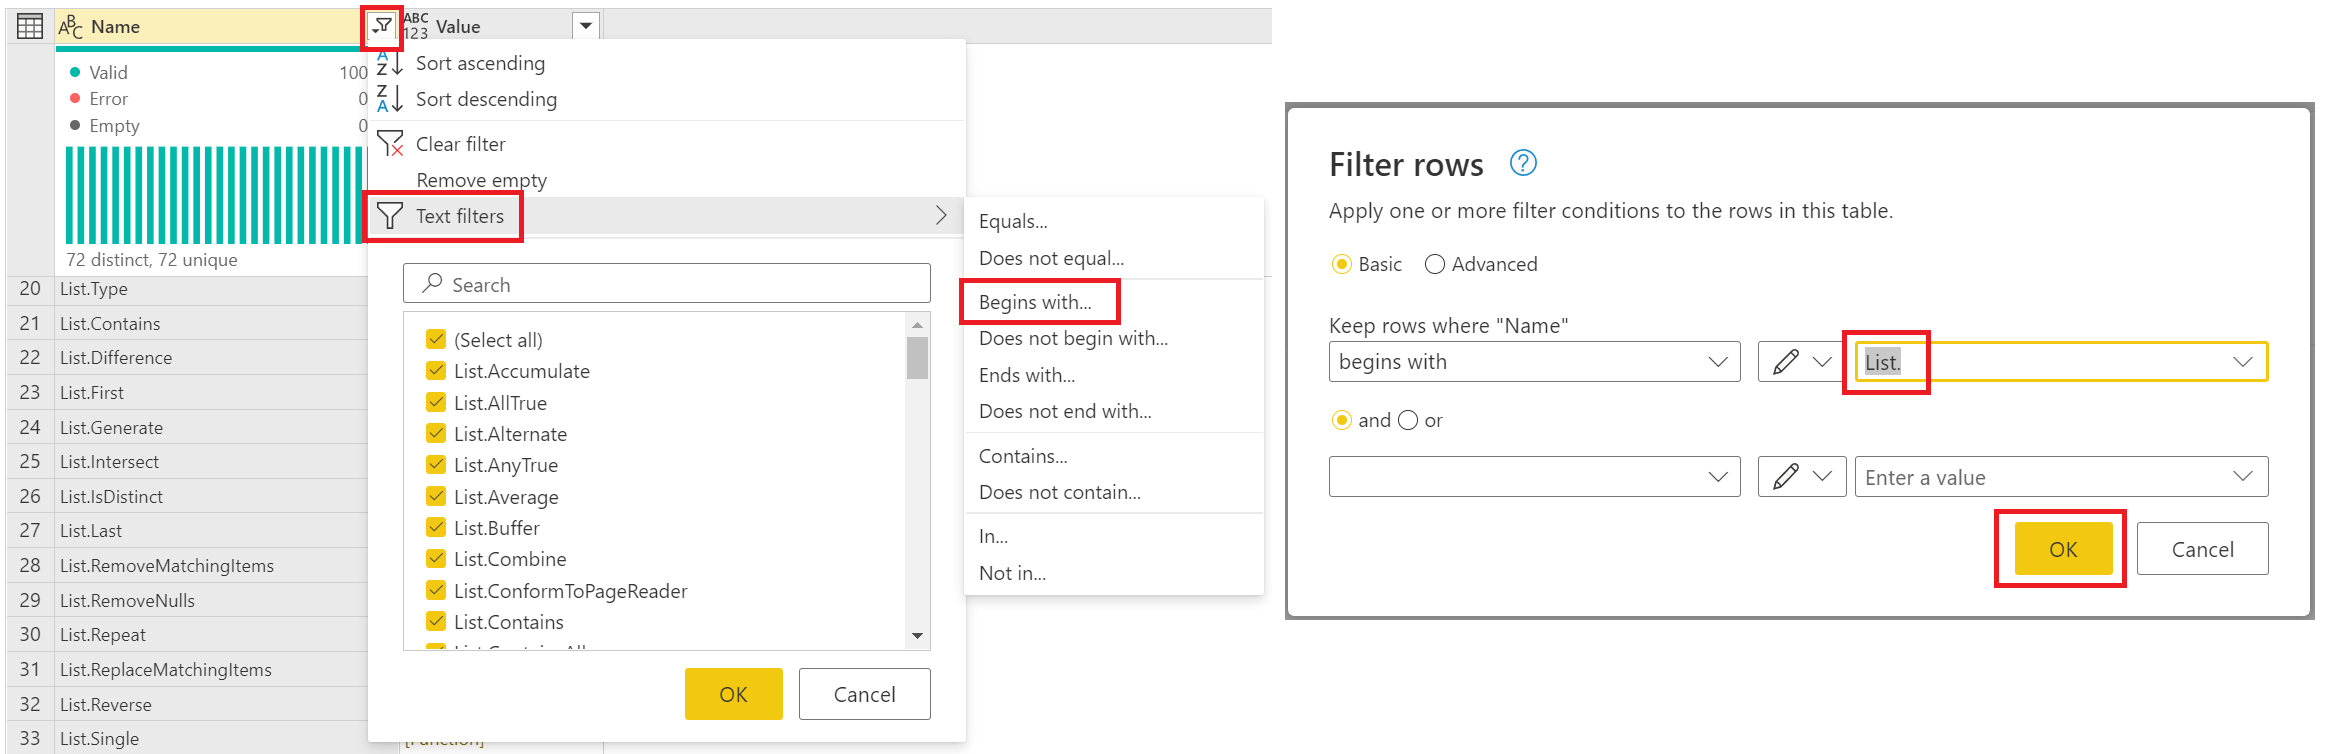 ABC Name
ABC 123 Value
Valid 100
Error 0
Empty 0
72 distinct, 72 unique
20 List.Type
21 List.Contains
22 List.Difference
23 List.First
24 List.Generate
25 List.Intersect
26 List.IsDistinct
27 List.Last
28 List.RemoveMatchingItems
29 List.RemoveNulls
30 List.Repeat
31 List.ReplaceMatchingItems
32 List.Reverse
33 List.Single
[Function]
A Z Sort ascending
Z A Sort descending
Clear filter
Remove empty
Text filters
Search
(Select all)
List.Accumulate
List.AllTrue
List.Alternate
List.AnyTrue
List.Average
List.Buffer
List.Combine
List.ConformToPageReader
List.Contains
List.ContainsAll
OK Cancel
Equals...
Does not equal...
Begins with...
Does not begin with...
Ends with...
Does not end with...
Contains...
Does not contain...
In...
Not in...
Filter rows ?
Apply one or more filter conditions to the rows in this table.
Basic Advanced
Keep rows where "Name"
begins with List.
and or
Enter a value
OK Cancel